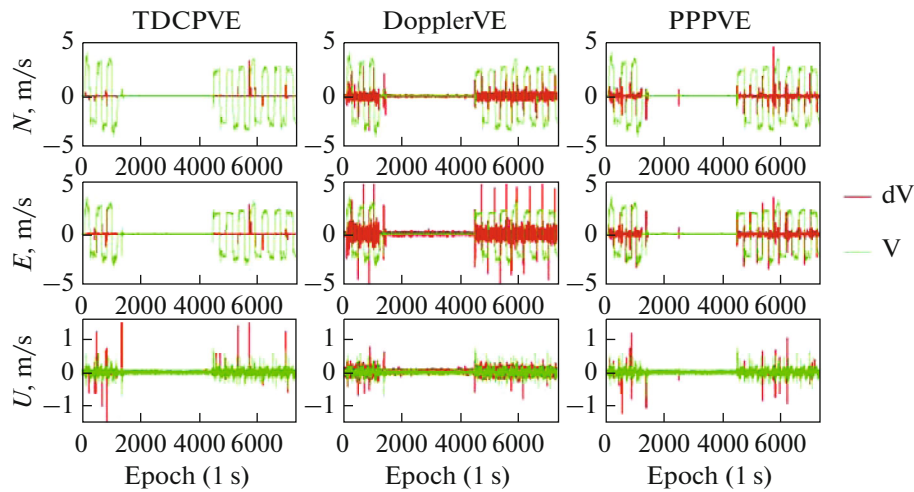 TDCPVE DopplerVE PPPVE
5 5 5
N, m/s 0 0 0
−5 −5 −5
0 2000 4000 6000 0 2000 4000 6000 0 2000 4000 6000
5 5 5
E, m/s 0 0 0
−5 −5 −5
dV
V
0 2000 4000 6000 0 2000 4000 6000 0 2000 4000 6000
1 1 1
U, m/s 0 0 0
−1 −1 −1
0 2000 4000 6000 0 2000 4000 6000 0 2000 4000 6000
Epoch (1 s) Epoch (1 s) Epoch (1 s)